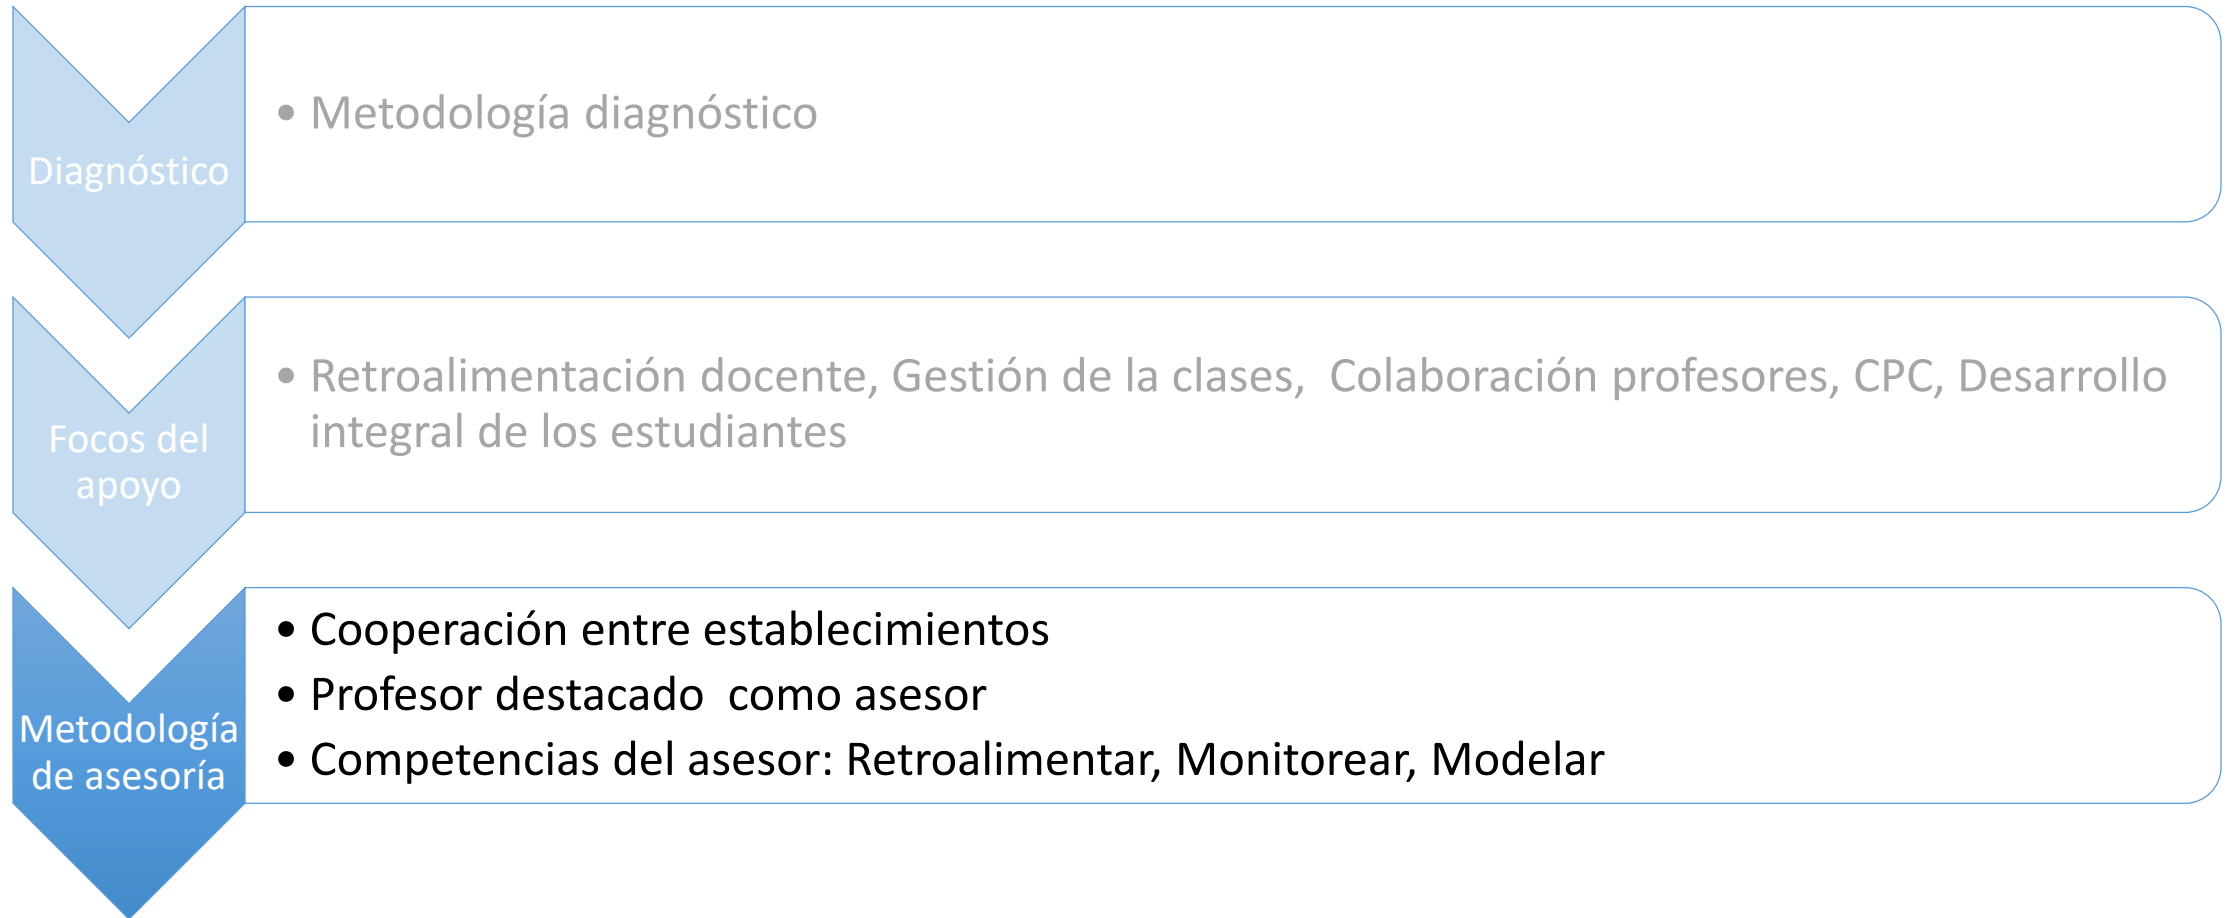 Diagnóstico
• Metodología diagnóstico
Focos del
apoyo
• Retroalimentación docente, Gestión de la clases,  Colaboración profesores, CPC, Desarrollo
integral de los estudiantes
Metodología
de asesoría
• Cooperación entre establecimientos
• Profesor destacado  como asesor
• Competencias del asesor: Retroalimentar, Monitorear, Modelar